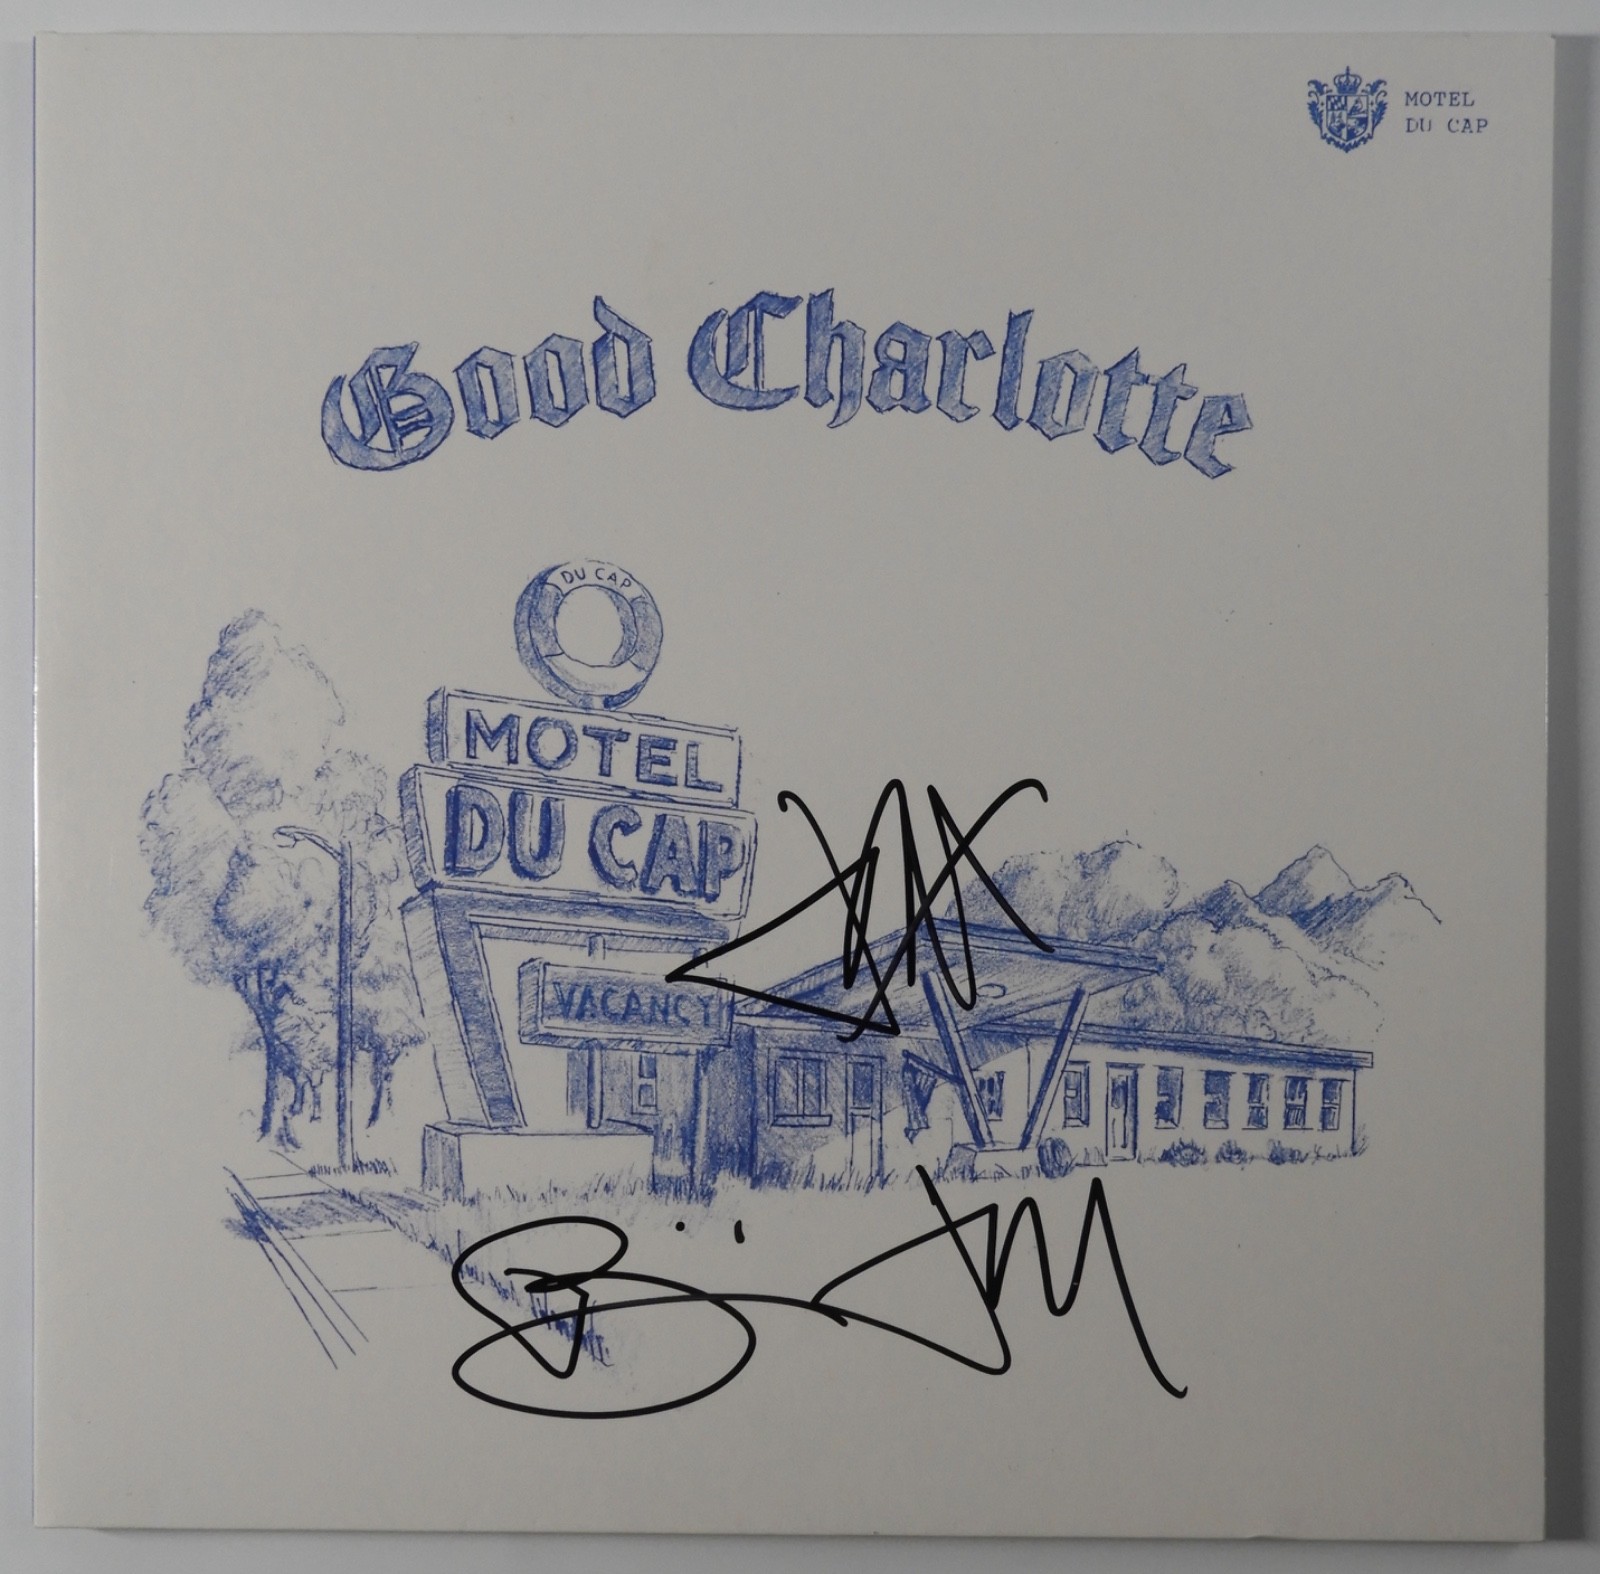 MOTEL
DU CAP
Good Charlotte
DU CAP
MOTEL
DU CAP
VACANCY